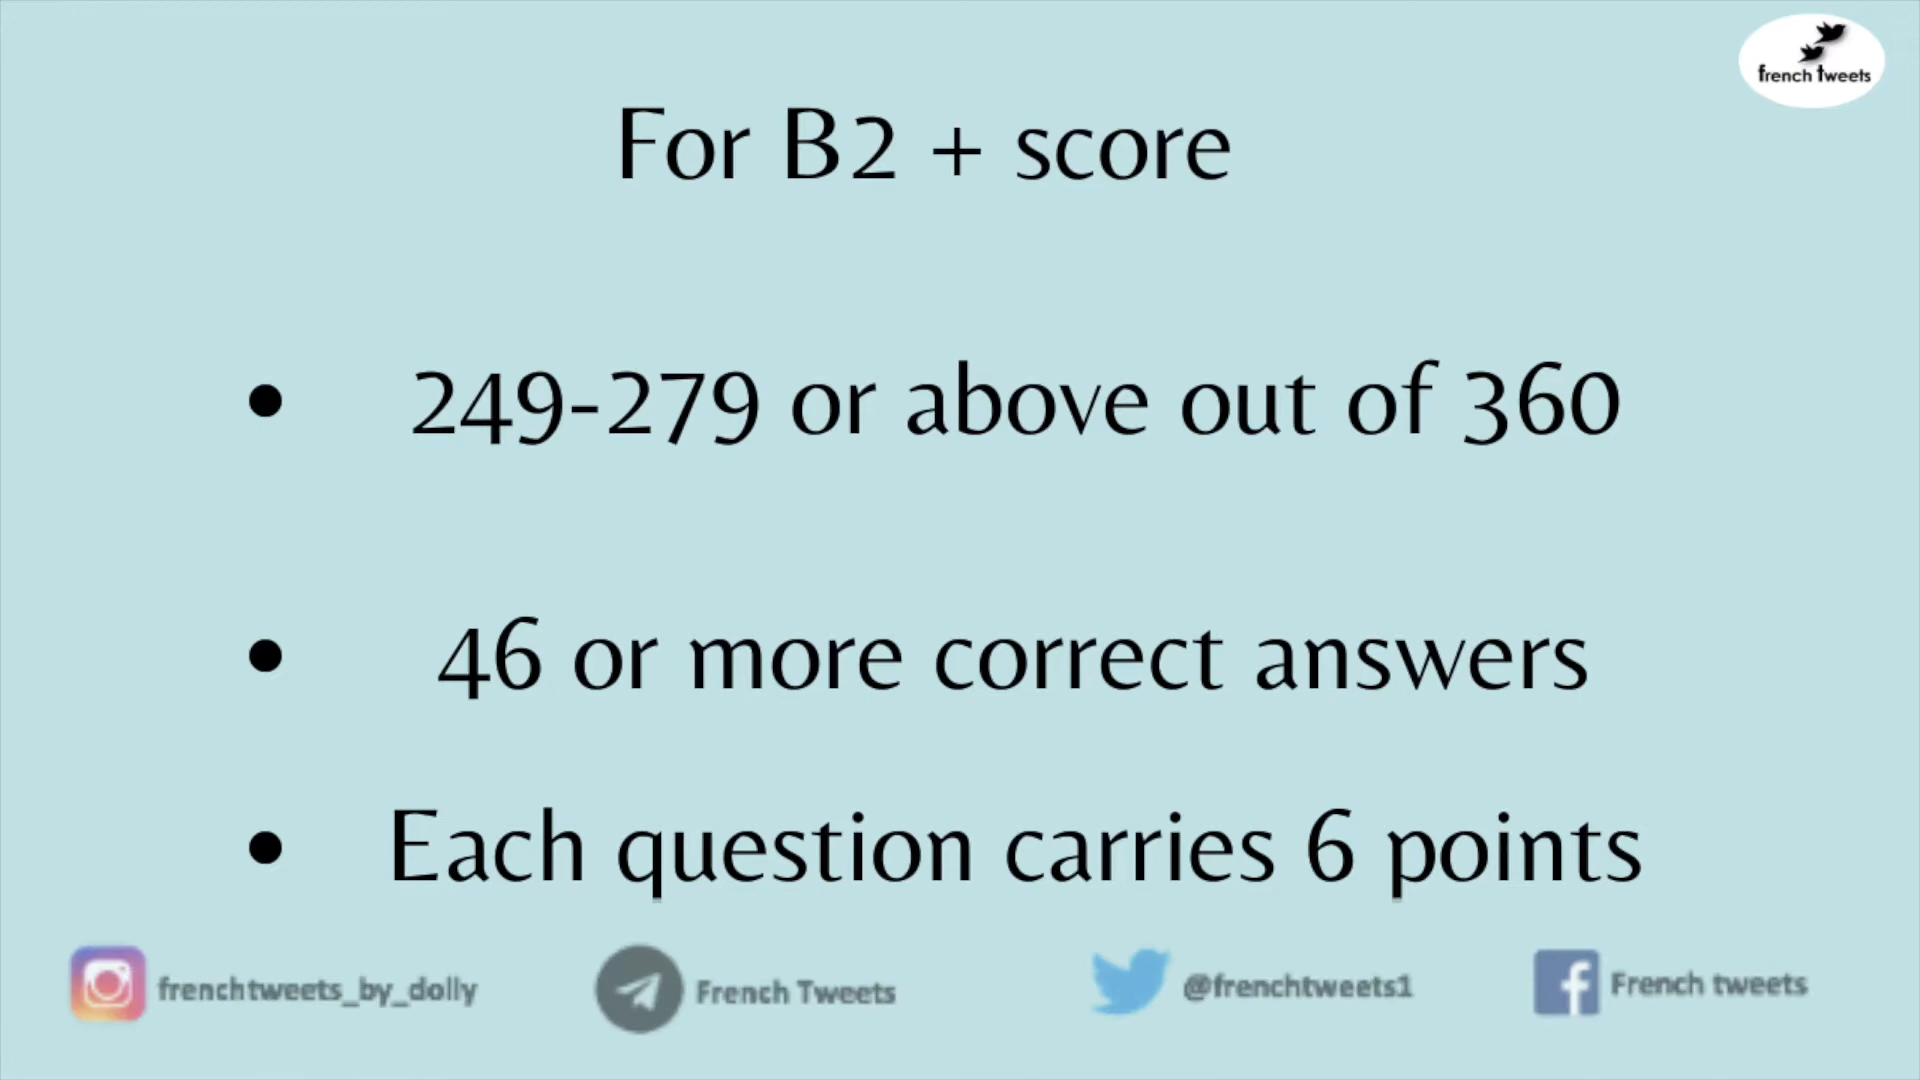 french tweets
For B2 + score
• 249-279 or above out of 360
• 46 or more correct answers
• Each question carries 6 points
frenchtweets_by_dolly
French Tweets
@frenchtweets1
French tweets